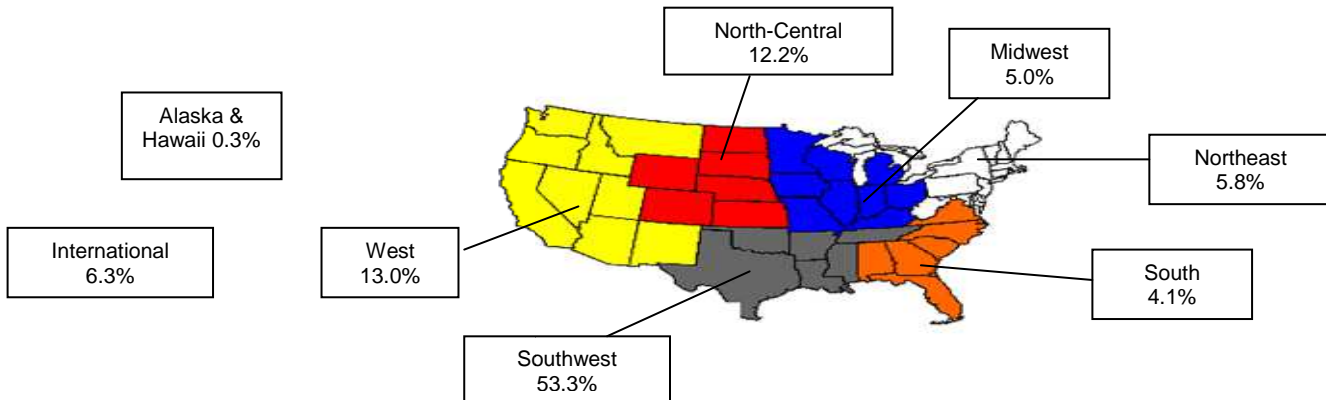 North-Central
12.2%
Midwest
5.0%
Alaska &
Hawaii 0.3%
Northeast
5.8%
International
6.3%
West
13.0%
South
4.1%
Southwest
53.3%